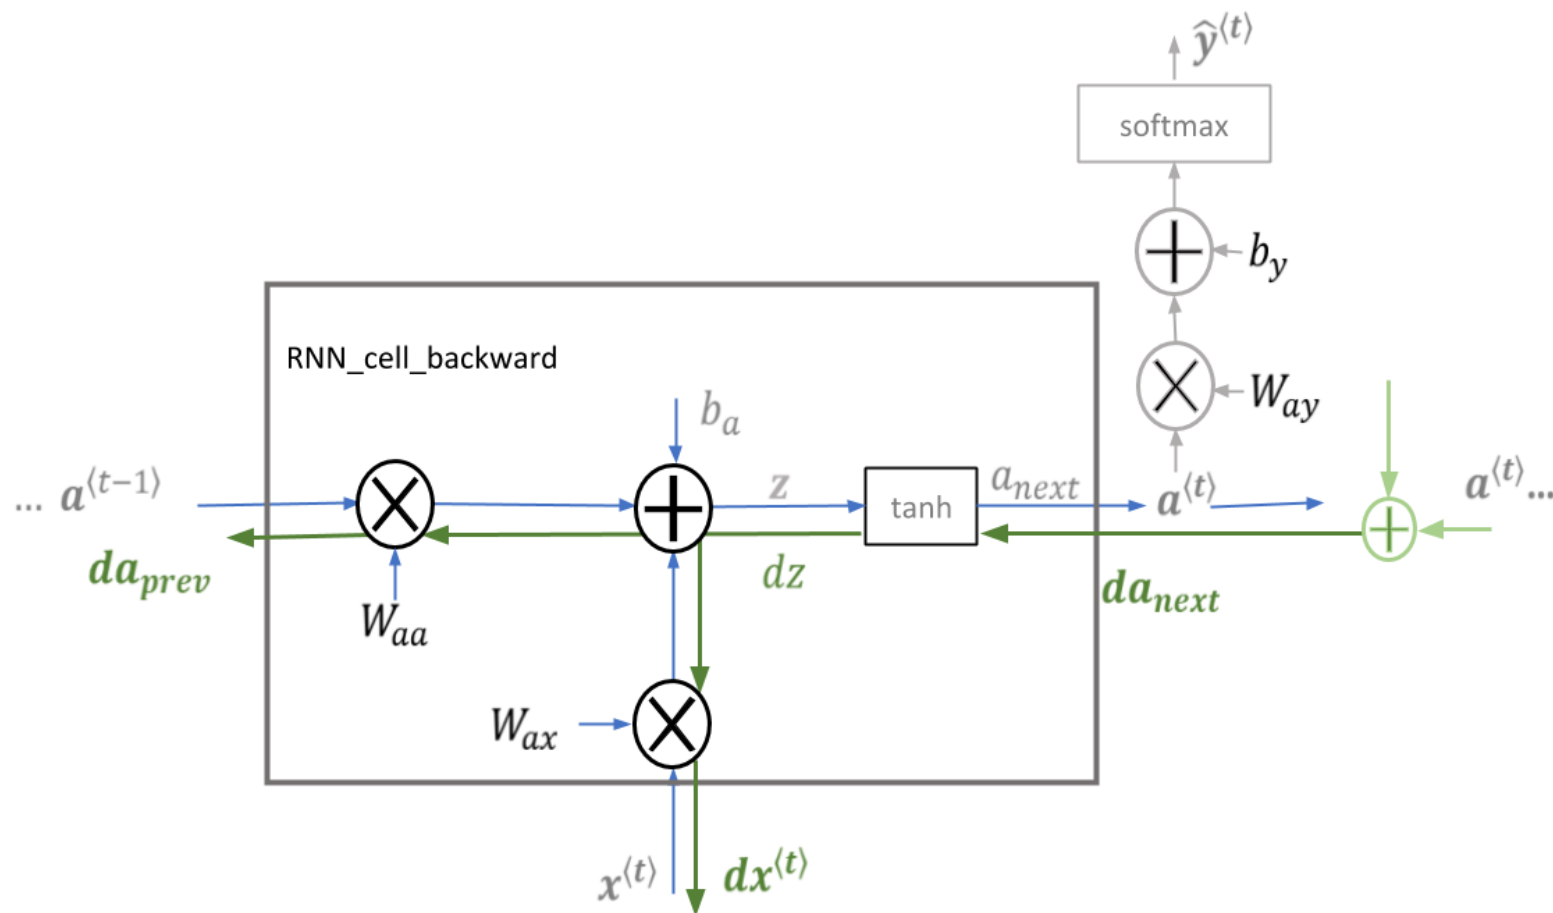 ŷ⟨t⟩
softmax
b_y
RNN_cell_backward
W_ay
b_a
... a⟨t−1⟩
z
tanh
a_next
a⟨t⟩
a⟨t⟩...
da_prev
dz
da_next
W_aa
W_ax
x⟨t⟩
dx⟨t⟩